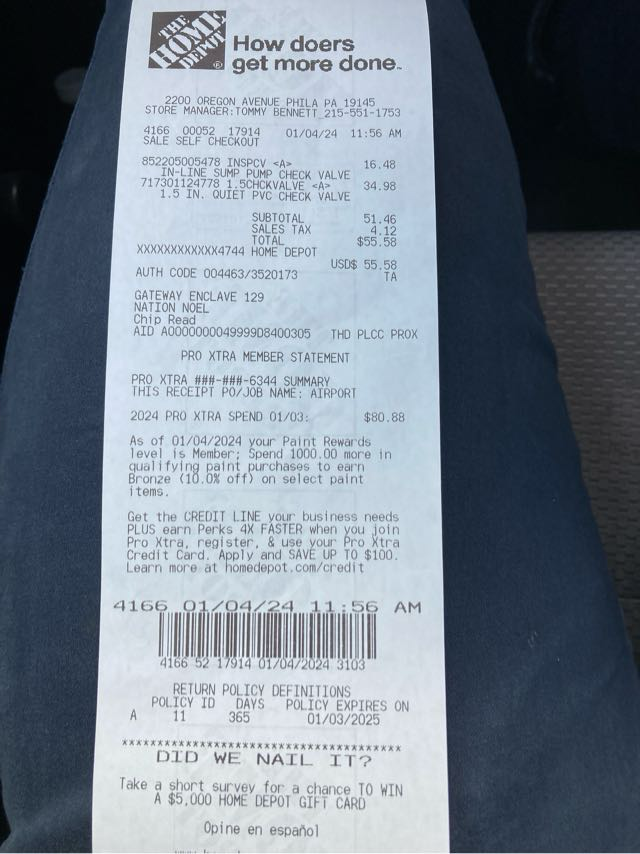 THE
HOME
DEPOT
How doers
get more done.
2200 OREGON AVENUE PHILA PA 19145
STORE MANAGER:TOMMY BENNETT 215-551-1753
4166 00052 17914 01/04/24 11:56 AM
SALE SELF CHECKOUT
852205005478 INSPCV <A> 16.48
IN-LINE SUMP PUMP CHECK VALVE
717301124778 1.5CHCKVALVE <A> 34.98
1.5 IN. QUIET PVC CHECK VALVE
SUBTOTAL 51.46
SALES TAX 4.12
TOTAL $55.58
XXXXXXXXXXXX4744 HOME DEPOT
USD$ 55.58
AUTH CODE 004463/3520173 TA
GATEWAY ENCLAVE 129
NATION NOEL
Chip Read
AID A0000000049999D8400305 THD PLCC PROX
PRO XTRA MEMBER STATEMENT
PRO XTRA ###-###-6344 SUMMARY
THIS RECEIPT PO/JOB NAME: AIRPORT
2024 PRO XTRA SPEND 01/03: $80.88
As of 01/04/2024 your Paint Rewards
level is Member; Spend 1000.00 more in
qualifying paint purchases to earn
Bronze (10.0% off) on select paint
items.
Get the CREDIT LINE your business needs
PLUS earn Perks 4X FASTER when you join
Pro Xtra, register, & use your Pro Xtra
Credit Card. Apply and SAVE UP TO $100.
Learn more at homedepot.com/credit
4166 01/04/24 11:56 AM
4166 52 17914 01/04/2024 3103
RETURN POLICY DEFINITIONS
POLICY ID DAYS POLICY EXPIRES ON
A 11 365 01/03/2025
******************************************
DID WE NAIL IT?
Take a short survey for a chance TO WIN
A $5,000 HOME DEPOT GIFT CARD
Opine en español